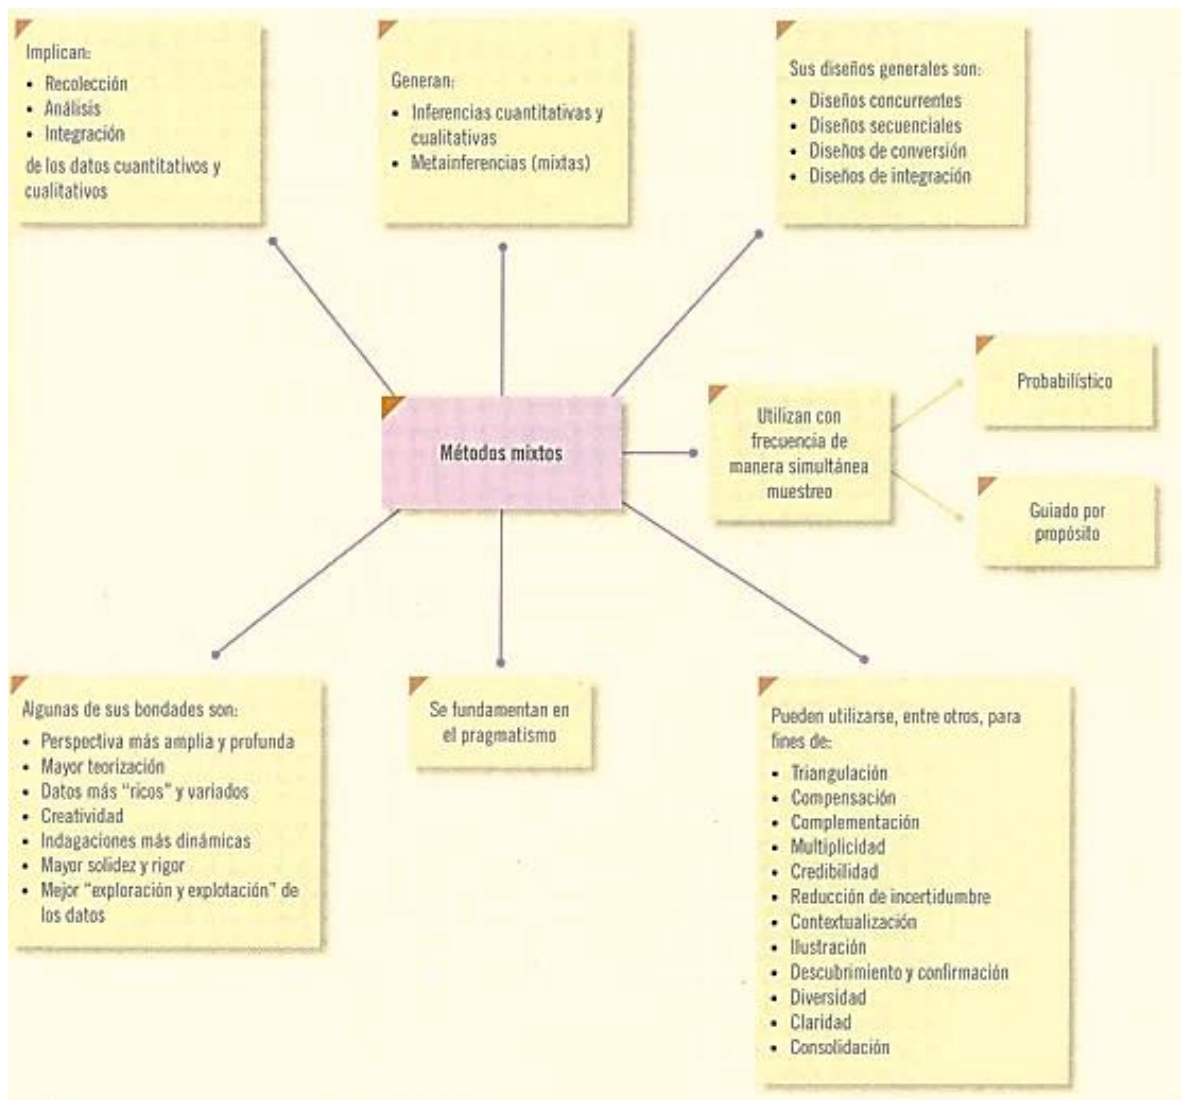 Implican:
• Recolección
• Análisis
• Integración
de los datos cuantitativos y
cualitativos
Generan:
• Inferencias cuantitativas y
cualitativas
• Metainferencias (mixtas)
Sus diseños generales son:
• Diseños concurrentes
• Diseños secuenciales
• Diseños de conversión
• Diseños de integración
Métodos mixtos
Utilizan con
frecuencia de
manera simultánea
muestreo
Probabilístico
Guiado por
propósito
Algunas de sus bondades son:
• Perspectiva más amplia y profunda
• Mayor teorización
• Datos más "ricos" y variados
• Creatividad
• Indagaciones más dinámicas
• Mayor solidez y rigor
• Mejor "exploración y explotación" de
los datos
Se fundamentan en
el pragmatismo
Pueden utilizarse, entre otros, para
fines de:
• Triangulación
• Compensación
• Complementación
• Multiplicidad
• Credibilidad
• Reducción de incertidumbre
• Contextualización
• Ilustración
• Descubrimiento y confirmación
• Diversidad
• Claridad
• Consolidación